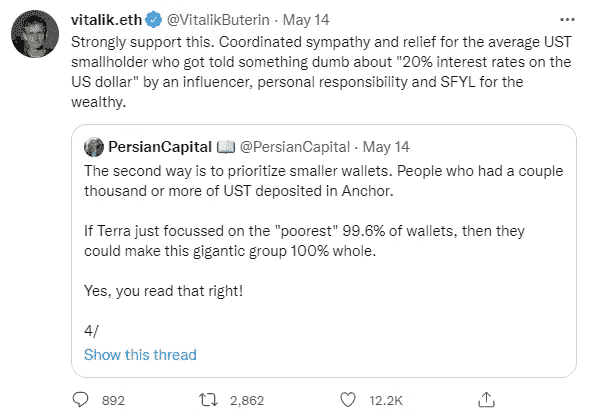 vitalik.eth @VitalikButerin · May 14
Strongly support this. Coordinated sympathy and relief for the average UST
smallholder who got told something dumb about "20% interest rates on the
US dollar" by an influencer, personal responsibility and SFYL for the
wealthy.
PersianCapital 📖 @PersianCapital · May 14
The second way is to prioritize smaller wallets. People who had a couple
thousand or more of UST deposited in Anchor.
If Terra just focussed on the "poorest" 99.6% of wallets, then they
could make this gigantic group 100% whole.
Yes, you read that right!
4/
Show this thread
892 2,862 12.2K